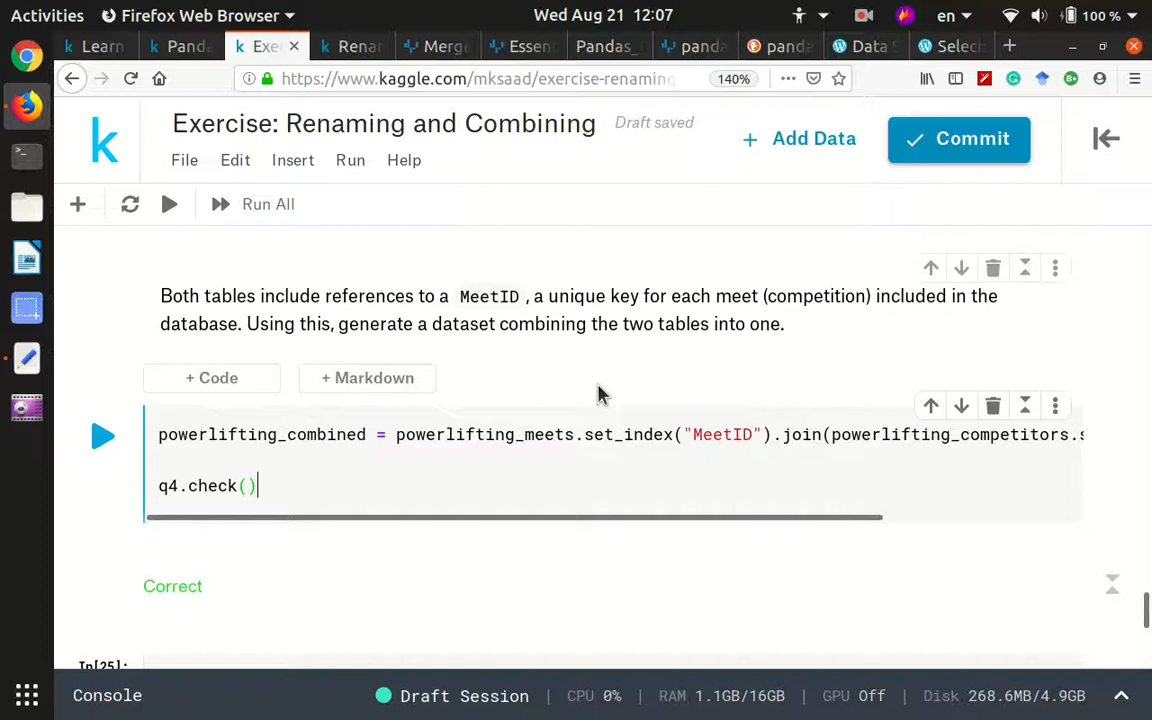 Activities Firefox Web Browser Wed Aug 21 12:07 en 100 %
Learn Panda Exe Rena Merg Essen Pandas_ panda panda Data S Selec
https://www.kaggle.com/mksaad/exercise-renaming 140%
k Exercise: Renaming and Combining Draft saved + Add Data Commit
File Edit Insert Run Help
Run All
Both tables include references to a MeetID , a unique key for each meet (competition) included in the
database. Using this, generate a dataset combining the two tables into one.
+ Code + Markdown
powerlifting_combined = powerlifting_meets.set_index("MeetID").join(powerlifting_competitors.s
q4.check()
Correct
In[25]:
Console Draft Session | CPU 0% | RAM 1.1GB/16GB | GPU Off | Disk 268.6MB/4.9GB